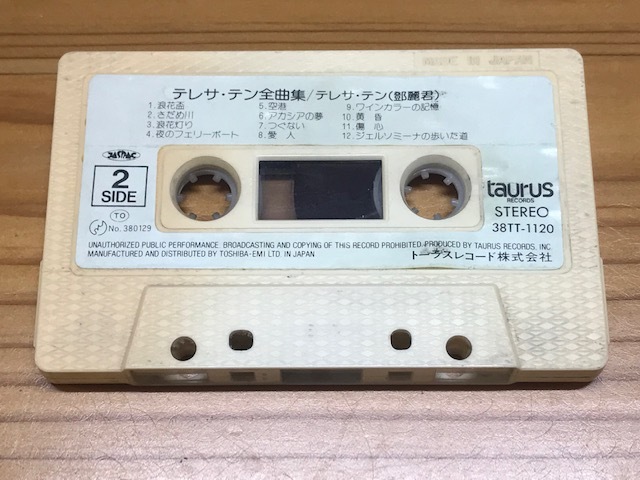 MADE IN JAPAN
テレサ・テン全曲集/テレサ・テン(鄧麗君)
1.浪花盃
2.さだめ川
3.浪花灯り
4.夜のフェリーボート
5.空港
6.アカシアの夢
7.つぐない
8.愛人
9.ワインカラーの記憶
10.黄昏
11.傷心
12.ジェルソミーナの歩いた道
JASRAC
2
SIDE
TO
No. 380129
taurus
RECORDS
STEREO
38TT-1120
UNAUTHORIZED PUBLIC PERFORMANCE BROADCASTING AND COPYING OF THIS RECORD PROHIBITED. PRODUCED BY TAURUS RECORDS, INC.
MANUFACTURED AND DISTRIBUTED BY TOSHIBA-EMI LTD. IN JAPAN
トーラスレコード株式会社